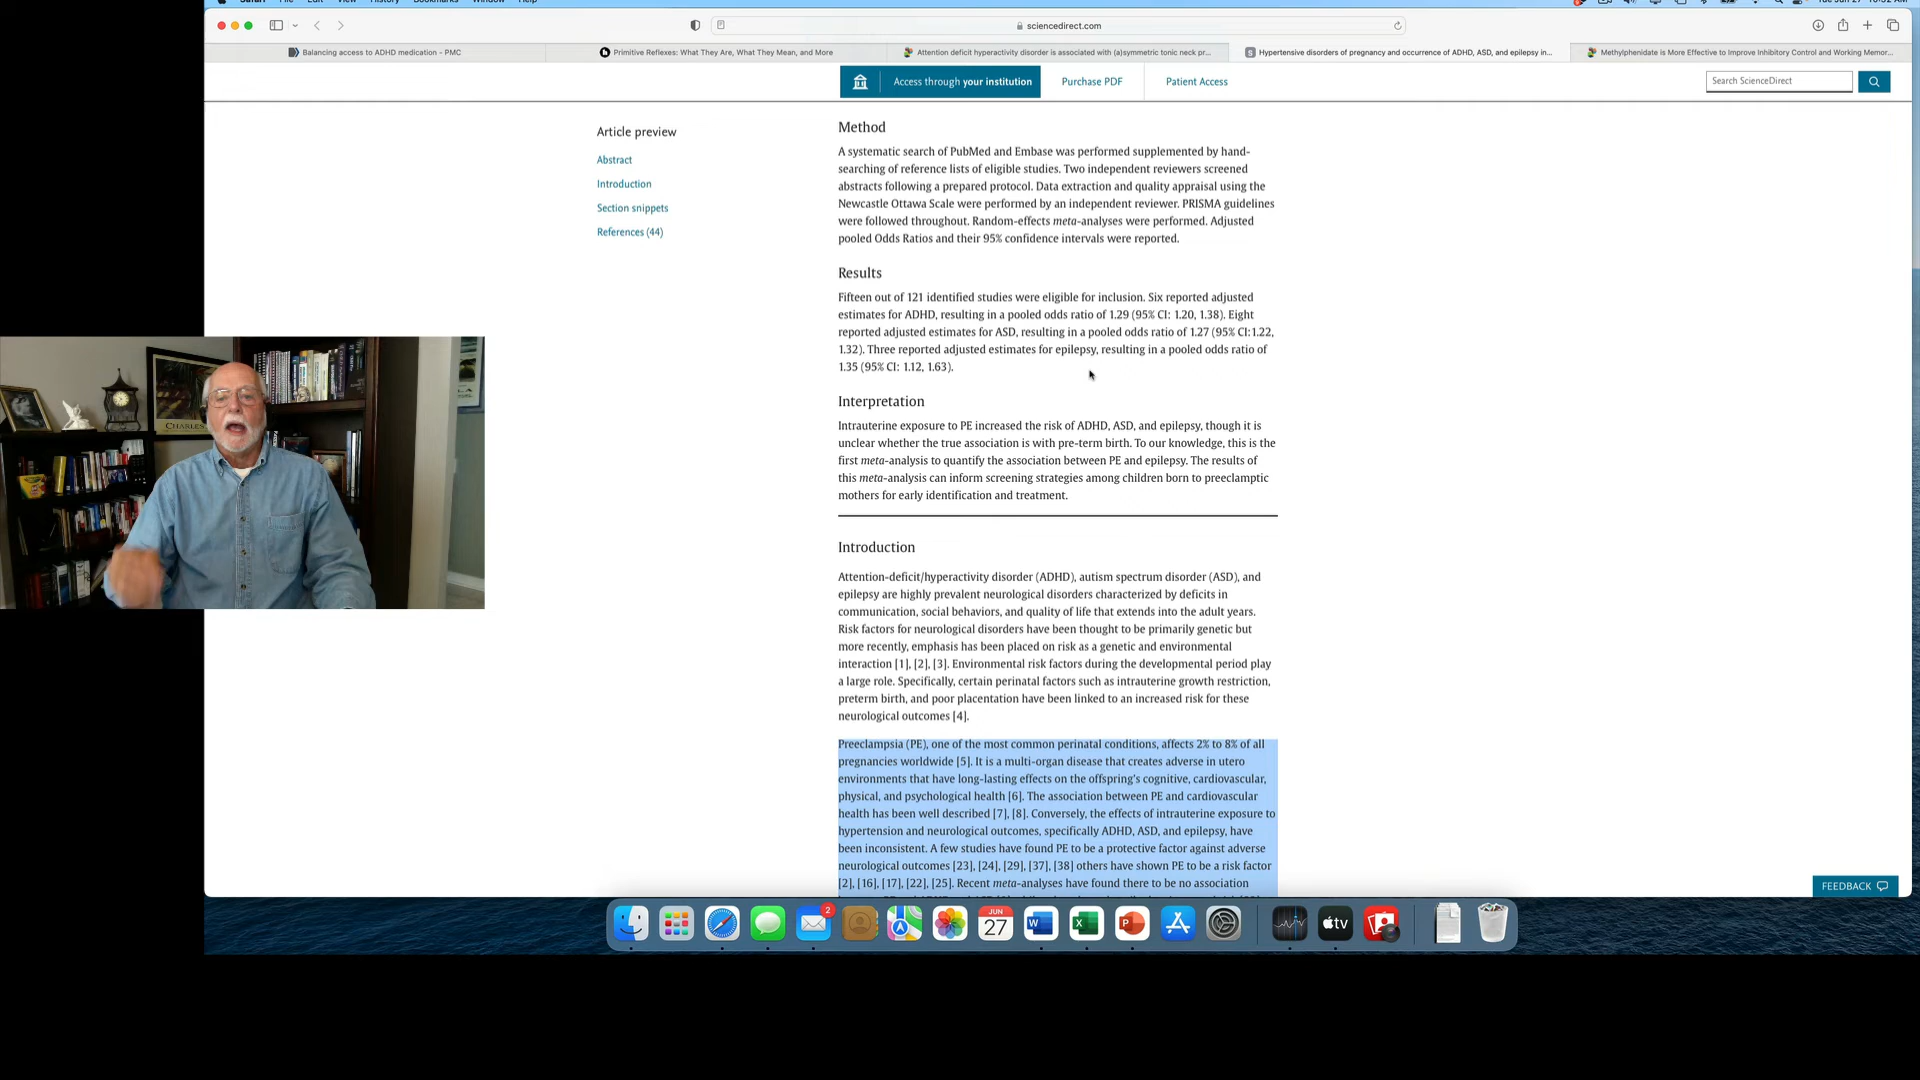 Safari File Edit View History Bookmarks Window Help
sciencedirect.com
Balancing access to ADHD medication - PMC
Primitive Reflexes: What They Are, What They Mean, and More
Attention deficit hyperactivity disorder is associated with (a)symmetric tonic neck pr...
Hypertensive disorders of pregnancy and occurrence of ADHD, ASD, and epilepsy in...
Methylphenidate is More Effective to Improve Inhibitory Control and Working Memor...
Access through your institution
Purchase PDF
Patient Access
Search ScienceDirect
Article preview
Abstract
Introduction
Section snippets
References (44)
Method
A systematic search of PubMed and Embase was performed supplemented by hand-
searching of reference lists of eligible studies. Two independent reviewers screened
abstracts following a prepared protocol. Data extraction and quality appraisal using the
Newcastle Ottawa Scale were performed by an independent reviewer. PRISMA guidelines
were followed throughout. Random-effects meta-analyses were performed. Adjusted
pooled Odds Ratios and their 95% confidence intervals were reported.
Results
Fifteen out of 121 identified studies were eligible for inclusion. Six reported adjusted
estimates for ADHD, resulting in a pooled odds ratio of 1.29 (95% CI: 1.20, 1.38). Eight
reported adjusted estimates for ASD, resulting in a pooled odds ratio of 1.27 (95% CI:1.22,
1.32). Three reported adjusted estimates for epilepsy, resulting in a pooled odds ratio of
1.35 (95% CI: 1.12, 1.63).
Interpretation
Intrauterine exposure to PE increased the risk of ADHD, ASD, and epilepsy, though it is
unclear whether the true association is with pre-term birth. To our knowledge, this is the
first meta-analysis to quantify the association between PE and epilepsy. The results of
this meta-analysis can inform screening strategies among children born to preeclamptic
mothers for early identification and treatment.
Introduction
Attention-deficit/hyperactivity disorder (ADHD), autism spectrum disorder (ASD), and
epilepsy are highly prevalent neurological disorders characterized by deficits in
communication, social behaviors, and quality of life that extends into the adult years.
Risk factors for neurological disorders have been thought to be primarily genetic but
more recently, emphasis has been placed on risk as a genetic and environmental
interaction [1], [2], [3]. Environmental risk factors during the developmental period play
a large role. Specifically, certain perinatal factors such as intrauterine growth restriction,
preterm birth, and poor placentation have been linked to an increased risk for these
neurological outcomes [4].
Preeclampsia (PE), one of the most common perinatal conditions, affects 2% to 8% of all
pregnancies worldwide [5]. It is a multi-organ disease that creates adverse in utero
environments that have long-lasting effects on the offspring's cognitive, cardiovascular,
physical, and psychological health [6]. The association between PE and cardiovascular
health has been well described [7], [8]. Conversely, the effects of intrauterine exposure to
hypertension and neurological outcomes, specifically ADHD, ASD, and epilepsy, have
been inconsistent. A few studies have found PE to be a protective factor against adverse
neurological outcomes [23], [24], [29], [37], [38] others have shown PE to be a risk factor
[2], [16], [17], [22], [25]. Recent meta-analyses have found there to be no association
FEEDBACK
CHARLES
2
JUN
27
tv